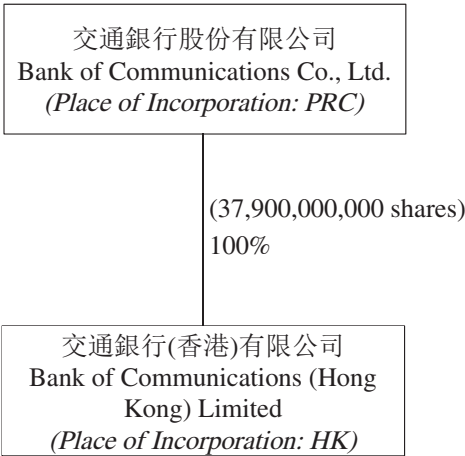 交通銀行股份有限公司
Bank of Communications Co., Ltd.
(Place of Incorporation: PRC)
(37,900,000,000 shares)
100%
交通銀行(香港)有限公司
Bank of Communications (Hong
Kong) Limited
(Place of Incorporation: HK)